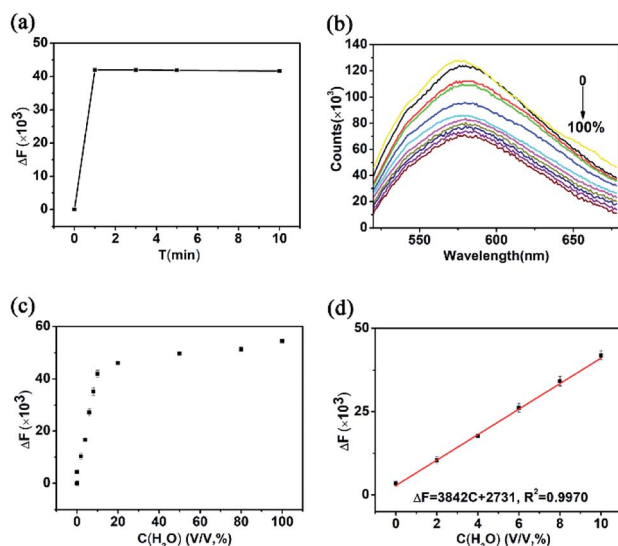 (a)
50
40
30
20
10
0
ΔF (×10³)
0 2 4 6 8 10
T(min)
(b)
140
120
100
80
60
40
20
0
Counts(×10³)
0
100%
550 600 650
Wavelength(nm)
(c)
60
40
20
0
ΔF (×10³)
0 20 40 60 80 100
C(H₂O) (V/V,%)
(d)
50
25
0
ΔF (×10³)
ΔF=3842C+2731, R²=0.9970
0 2 4 6 8 10
C(H₂O) (V/V,%)